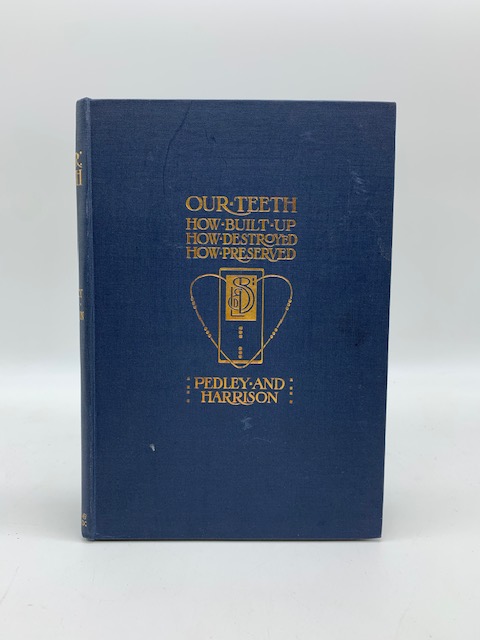 OUR·TEETH
HOW·BUILT·UP
HOW·DESTROYED
HOW·PRESERVED
PEDLEY·AND
HARRISON